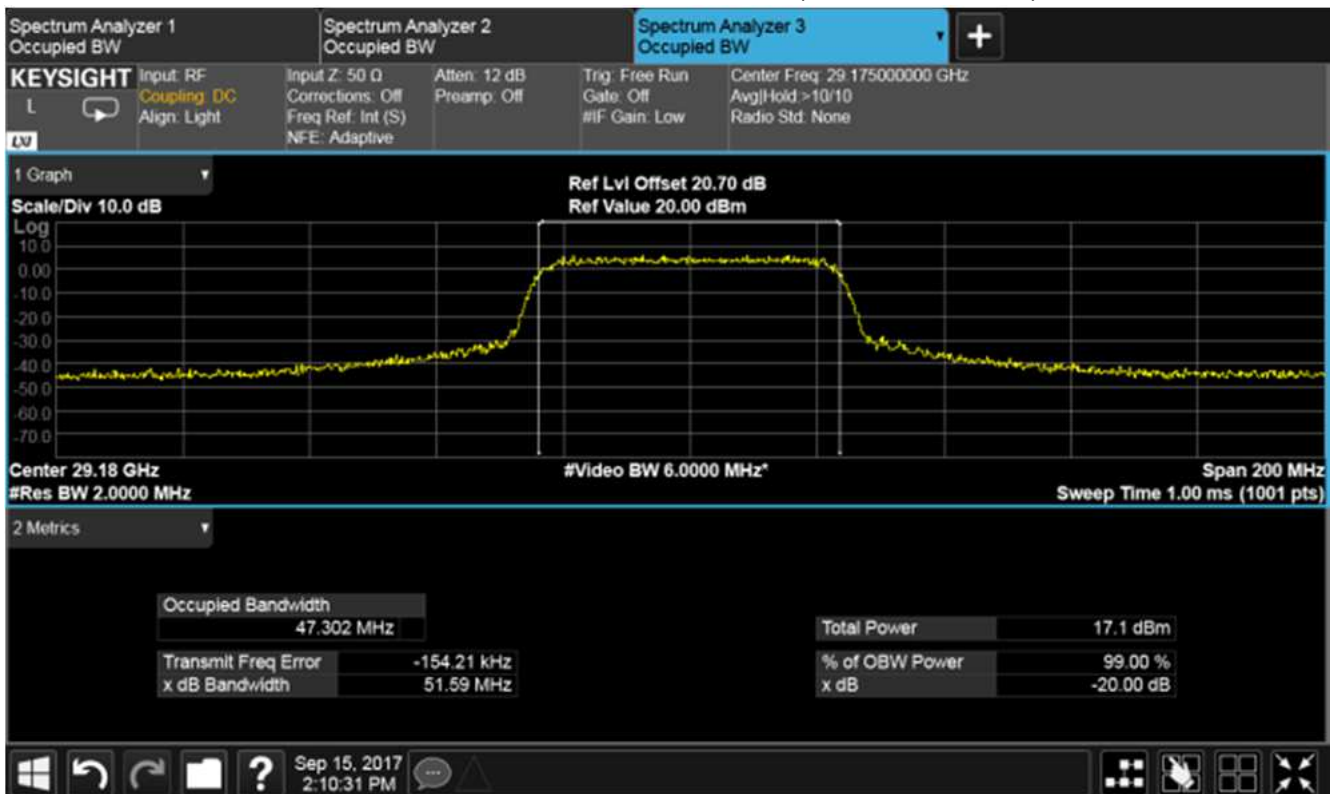 Spectrum Analyzer 1
Occupied BW
Spectrum Analyzer 2
Occupied BW
Spectrum Analyzer 3
Occupied BW
+
KEYSIGHT
L
LXI
Input: RF
Coupling: DC
Align: Light
Input Z: 50 Ω
Corrections: Off
Freq Ref: Int (S)
NFE: Adaptive
Atten: 12 dB
Preamp: Off
Trig: Free Run
Gate: Off
#IF Gain: Low
Center Freq: 29.175000000 GHz
Avg|Hold:>10/10
Radio Std: None
1 Graph
Scale/Div 10.0 dB
Ref Lvl Offset 20.70 dB
Ref Value 20.00 dBm
Log
10.0
0.00
-10.0
-20.0
-30.0
-40.0
-50.0
-60.0
-70.0
Center 29.18 GHz
#Video BW 6.0000 MHz*
Span 200 MHz
#Res BW 2.0000 MHz
Sweep Time 1.00 ms (1001 pts)
2 Metrics
Occupied Bandwidth
47.302 MHz
Total Power 17.1 dBm
Transmit Freq Error -154.21 kHz
% of OBW Power 99.00 %
x dB Bandwidth 51.59 MHz
x dB -20.00 dB
?
Sep 15, 2017
2:10:31 PM